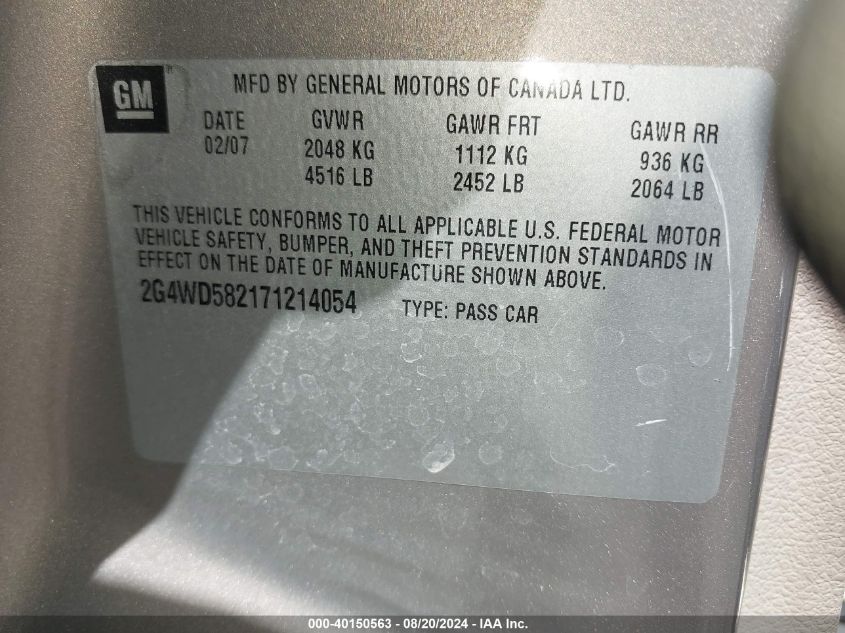 GM
MFD BY GENERAL MOTORS OF CANADA LTD.
DATE GVWR GAWR FRT GAWR RR
02/07 2048 KG 1112 KG 936 KG
4516 LB 2452 LB 2064 LB
THIS VEHICLE CONFORMS TO ALL APPLICABLE U.S. FEDERAL MOTOR
VEHICLE SAFETY, BUMPER, AND THEFT PREVENTION STANDARDS IN
EFFECT ON THE DATE OF MANUFACTURE SHOWN ABOVE.
2G4WD582171214054 TYPE: PASS CAR
000-40150563 - 08/20/2024 - IAA Inc.